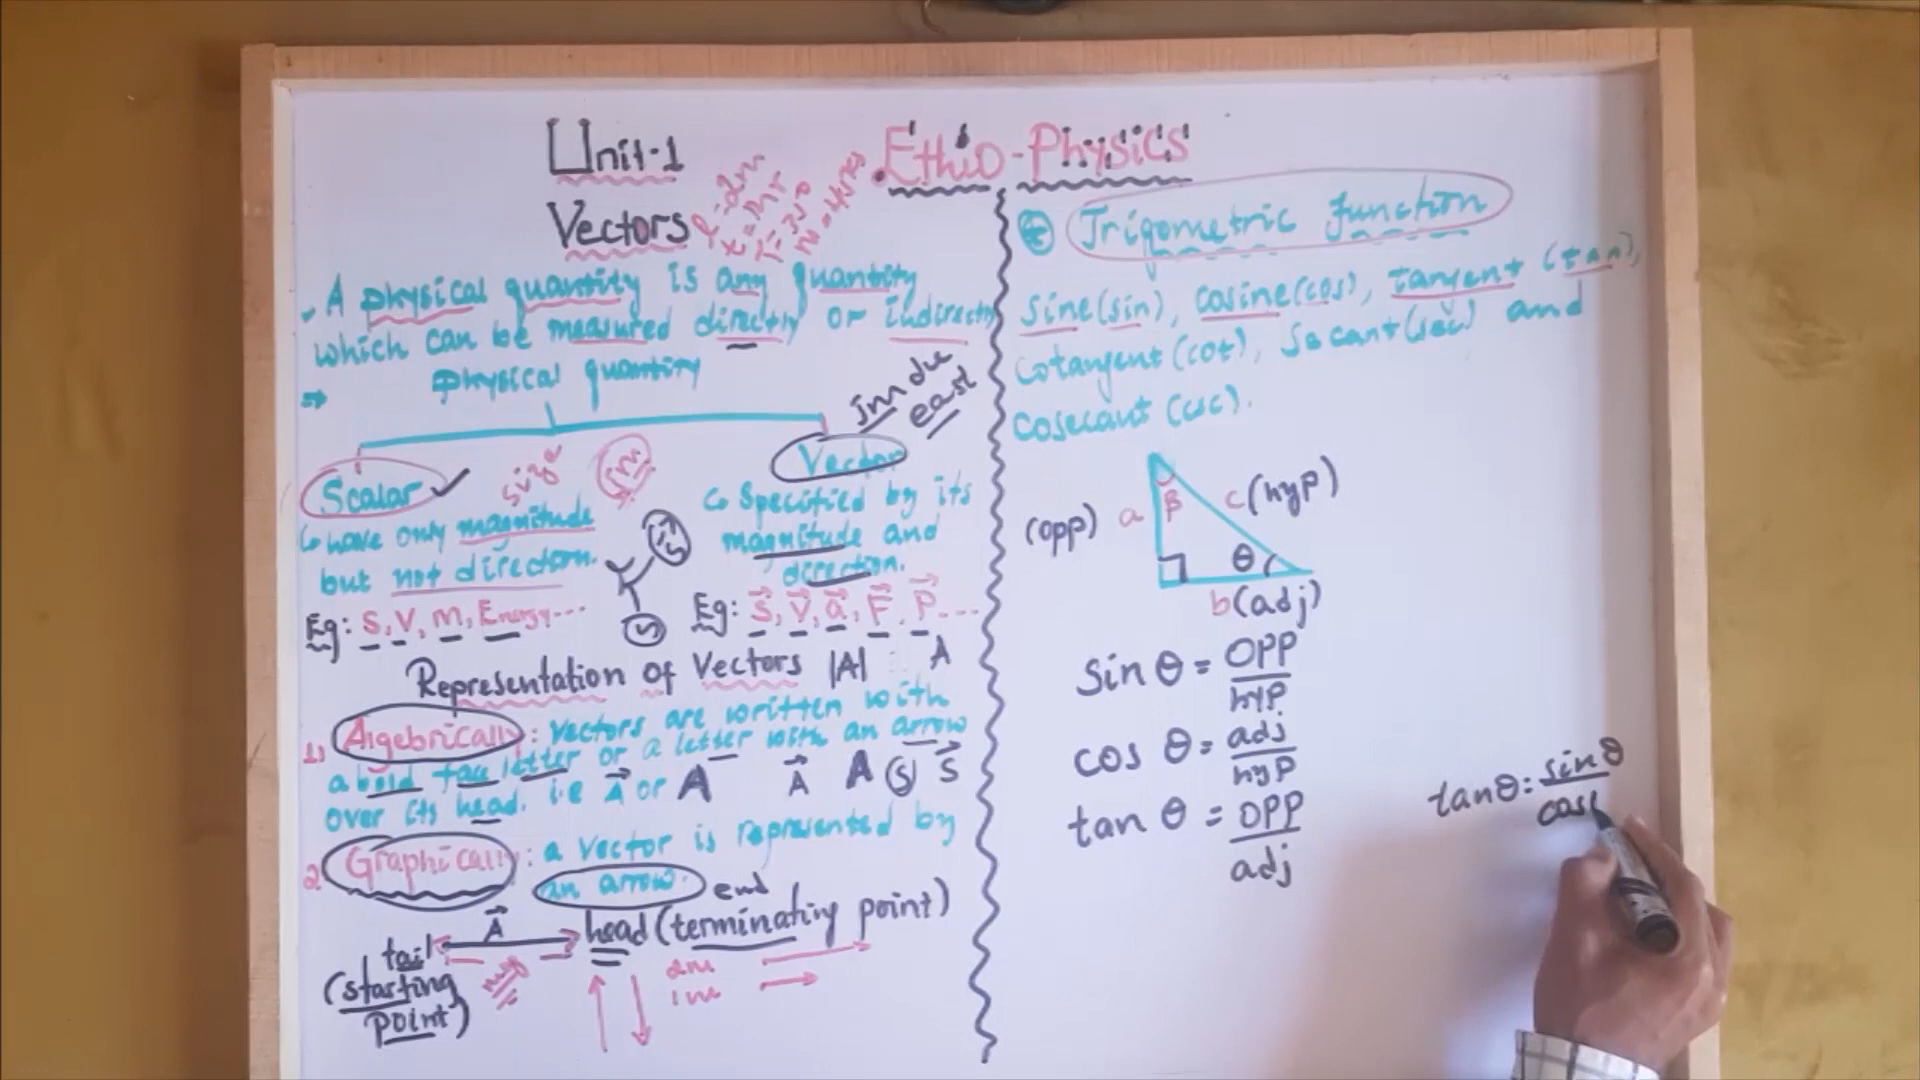 Unit-1
Ethio-Physics
Vectors
A physical quantity is any quantity
which can be measured directly or indirectly
⇒ physical quantity
Scalar
size
1m
have only magnitude
but not direction.
Eg: S, V, m, Energy...
5m due
east
Vector
Specified by its
magnitude and
direction.
Eg: S⃗, V⃗, a⃗, F⃗, P⃗...
Representation of Vectors |A| A
1, Algebrically: vectors are written with
a bold face letter or a letter with an arrow
over its head. i.e A⃗ or A A⃗ A S S⃗
2, Graphically: a vector is represented by
an arrow.
end
A⃗
tail
(starting
point)
head (terminating point)
2m
1m
Trigometric function
Sine(sin), cosine(cos), tangent (tan),
cotangent (cot), Secant(sec) and
Cosecant (csc).
(opp) a β c(hyp)
θ
b(adj)
Sin θ = OPP
hyp
cos θ = adj
hyp
tan θ = OPP
adj
tanθ: sinθ
cos